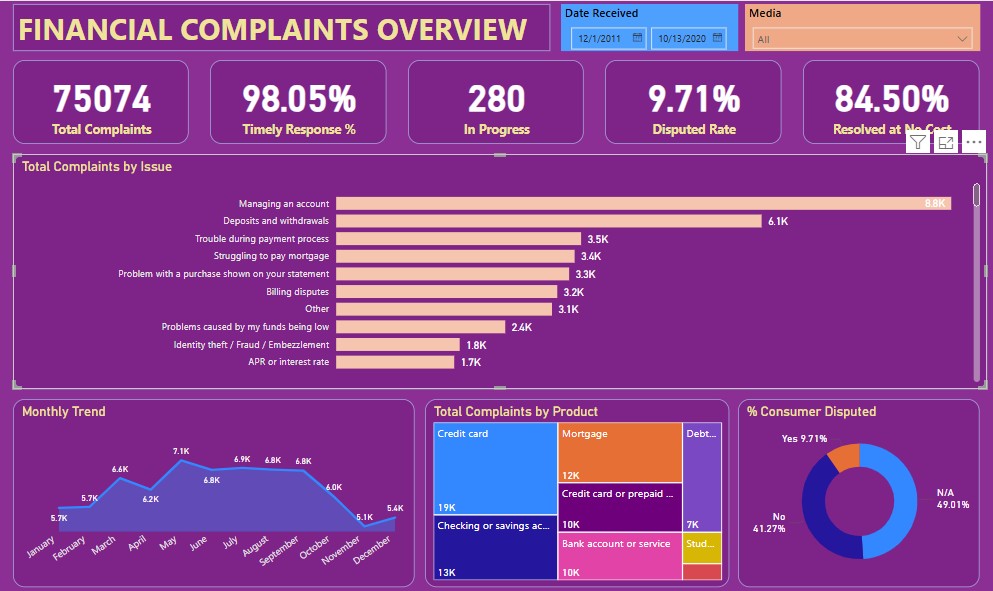 FINANCIAL COMPLAINTS OVERVIEW
Date Received
12/1/2011
10/13/2020
Media
All
75074
Total Complaints
98.05%
Timely Response %
280
In Progress
9.71%
Disputed Rate
84.50%
Resolved at No Cost
Total Complaints by Issue
Managing an account 8.8K
Deposits and withdrawals 6.1K
Trouble during payment process 3.5K
Struggling to pay mortgage 3.4K
Problem with a purchase shown on your statement 3.3K
Billing disputes 3.2K
Other 3.1K
Problems caused by my funds being low 2.4K
Identity theft / Fraud / Embezzlement 1.8K
APR or interest rate 1.7K
Monthly Trend
5.7K
5.7K
6.6K
6.2K
7.1K
6.8K
6.9K
6.8K
6.8K
6.0K
5.1K
5.4K
January
February
March
April
May
June
July
August
September
October
November
December
Total Complaints by Product
Credit card
19K
Checking or savings ac...
13K
Mortgage
12K
Credit card or prepaid ...
10K
Bank account or service
10K
Debt...
7K
Stud...
% Consumer Disputed
Yes 9.71%
N/A
49.01%
No
41.27%